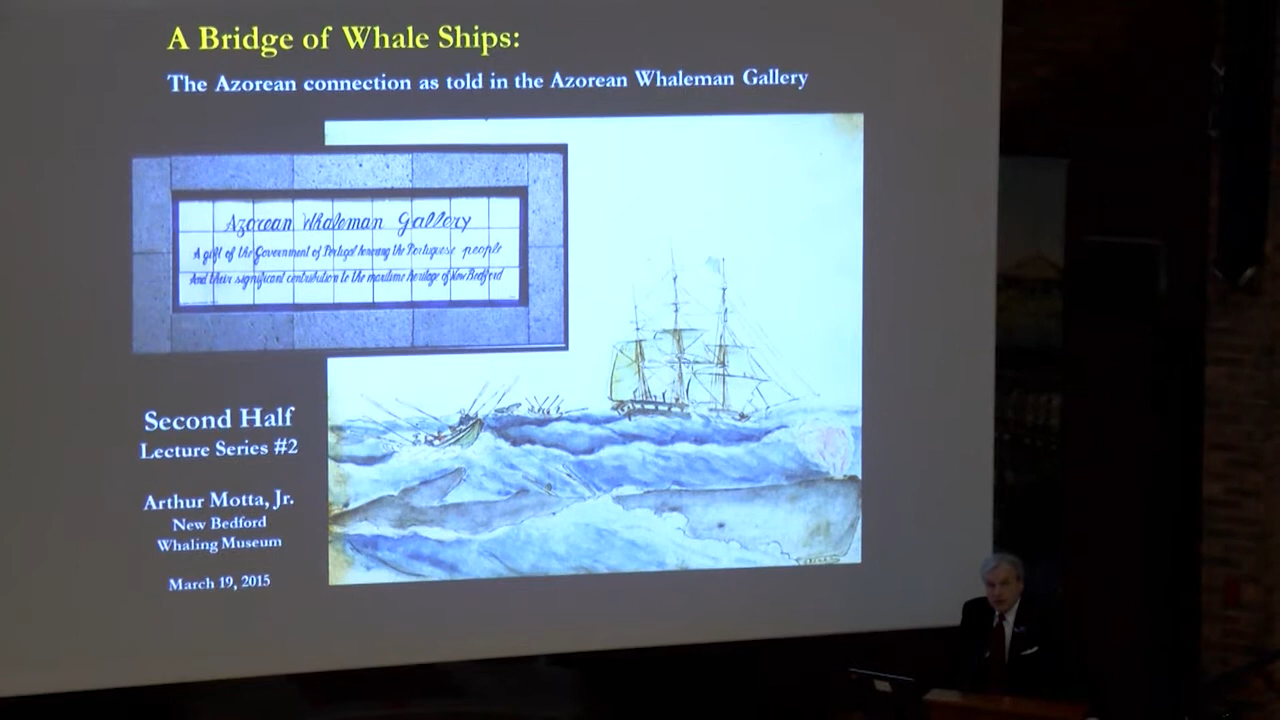 A Bridge of Whale Ships:
The Azorean connection as told in the Azorean Whaleman Gallery
Azorean Whaleman Gallery
A gift of the Government of Portugal honoring the Portuguese people
And their significant contribution to the maritime heritage of New Bedford
Second Half
Lecture Series #2
Arthur Motta, Jr.
New Bedford
Whaling Museum
March 19, 2015